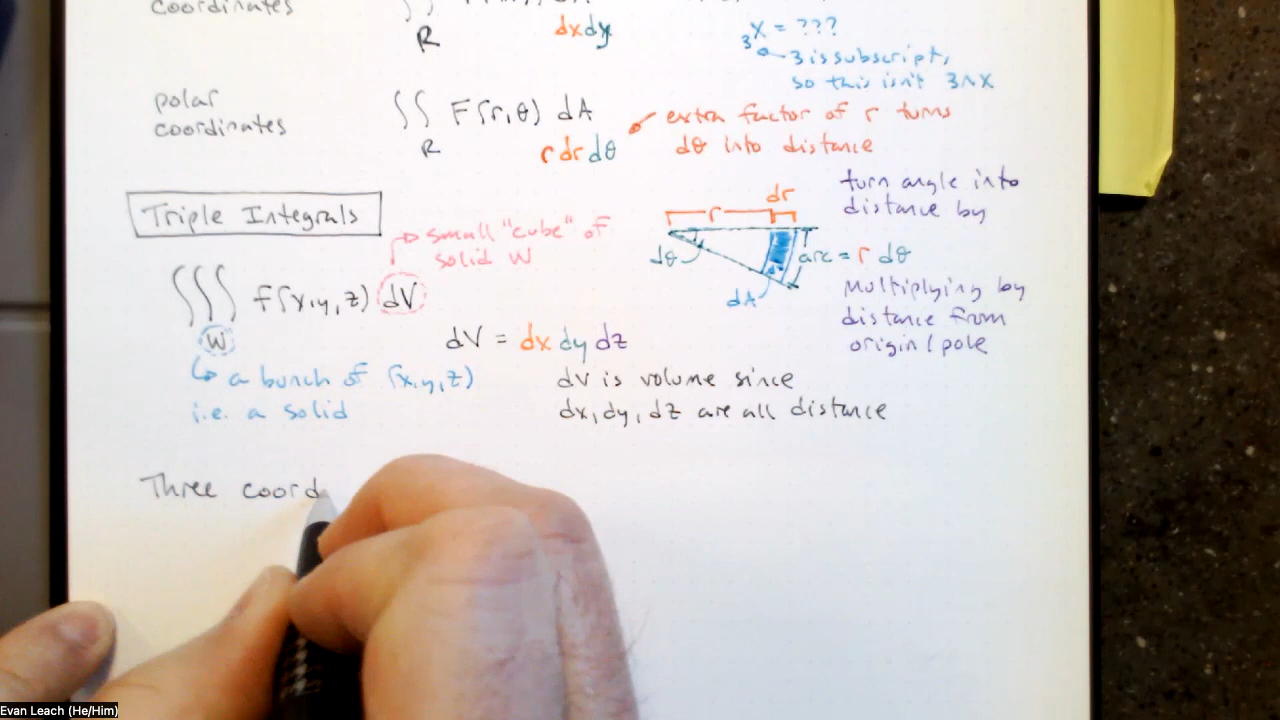 coordinates
R
dxdy
₃X = ???
3 is subscript,
so this isn't 3^X
polar
coordinates
∬ F(r,θ) dA
R
r dr dθ
extra factor of r turns
dθ into distance
Triple Integrals
small "cube" of
solid W
∭ f(x,y,z) dV
W
a bunch of (x,y,z)
i.e. a solid
dV = dx dy dz
dV is volume since
dx, dy, dz are all distance
dr
r
dθ
arc = r dθ
dA
turn angle into
distance by
multiplying by
distance from
origin/pole
Three coord
Evan Leach (He/Him)